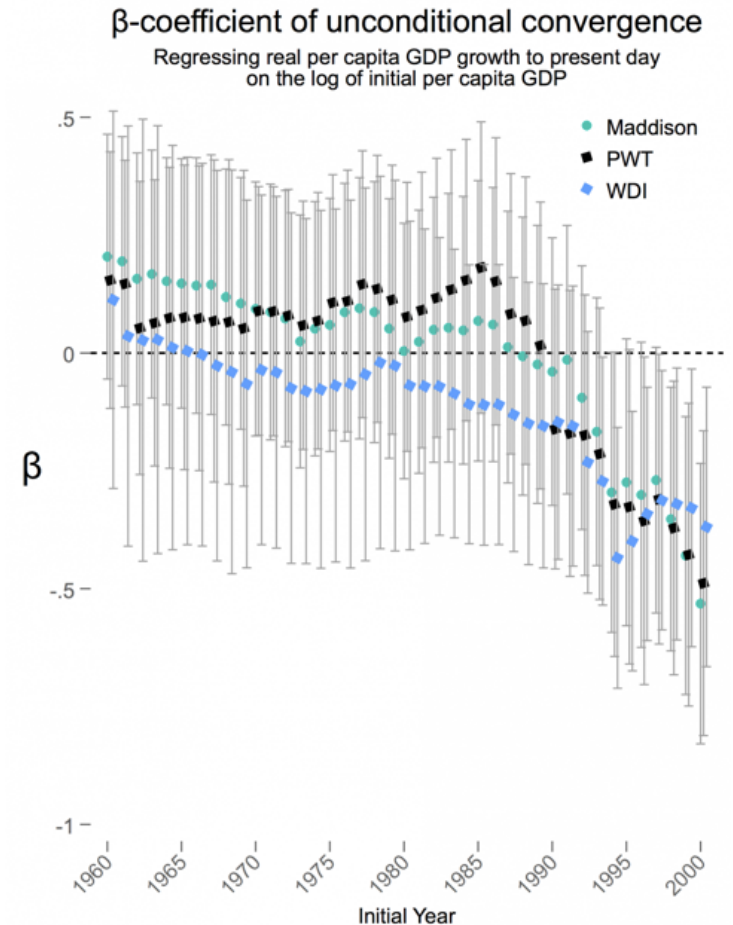 β-coefficient of unconditional convergence
Regressing real per capita GDP growth to present day
on the log of initial per capita GDP
Maddison
PWT
WDI
.5
0
-.5
-1
β
1960
1965
1970
1975
1980
1985
1990
1995
2000
Initial Year